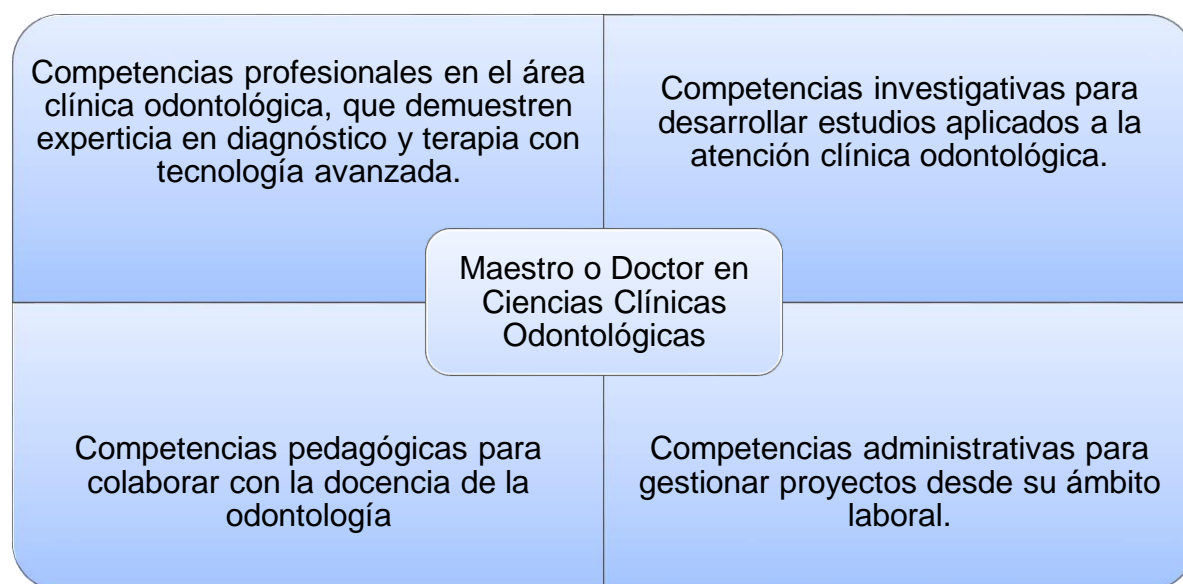 Competencias profesionales en el área
clínica odontológica, que demuestren
experticia en diagnóstico y terapia con
tecnología avanzada.
Competencias investigativas para
desarrollar estudios aplicados a la
atención clínica odontológica.
Maestro o Doctor en
Ciencias Clínicas
Odontológicas
Competencias pedagógicas para
colaborar con la docencia de la
odontología
Competencias administrativas para
gestionar proyectos desde su ámbito
laboral.